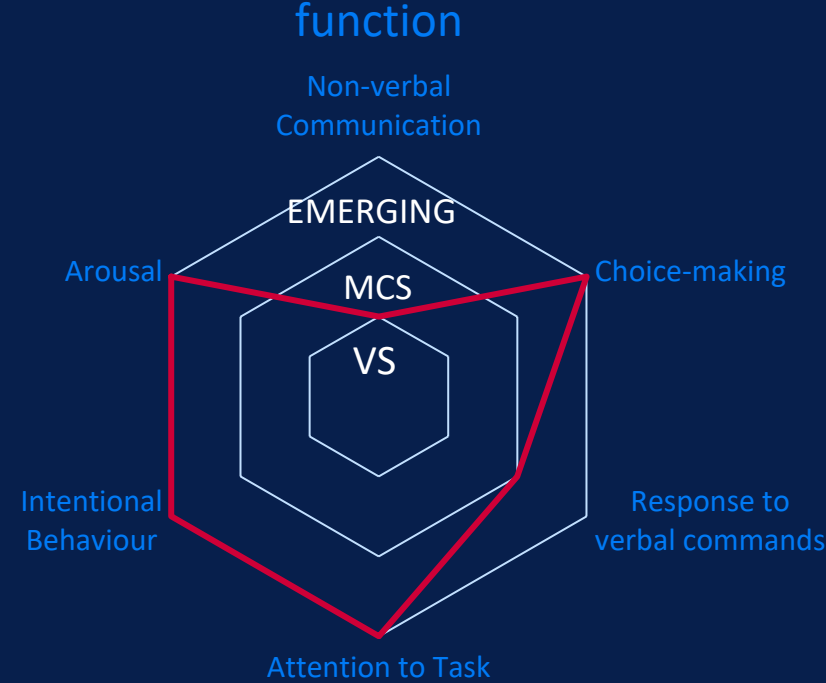 function
Non-verbal
Communication
EMERGING
Arousal
MCS
Choice-making
VS
Intentional
Behaviour
Response to
verbal commands
Attention to Task